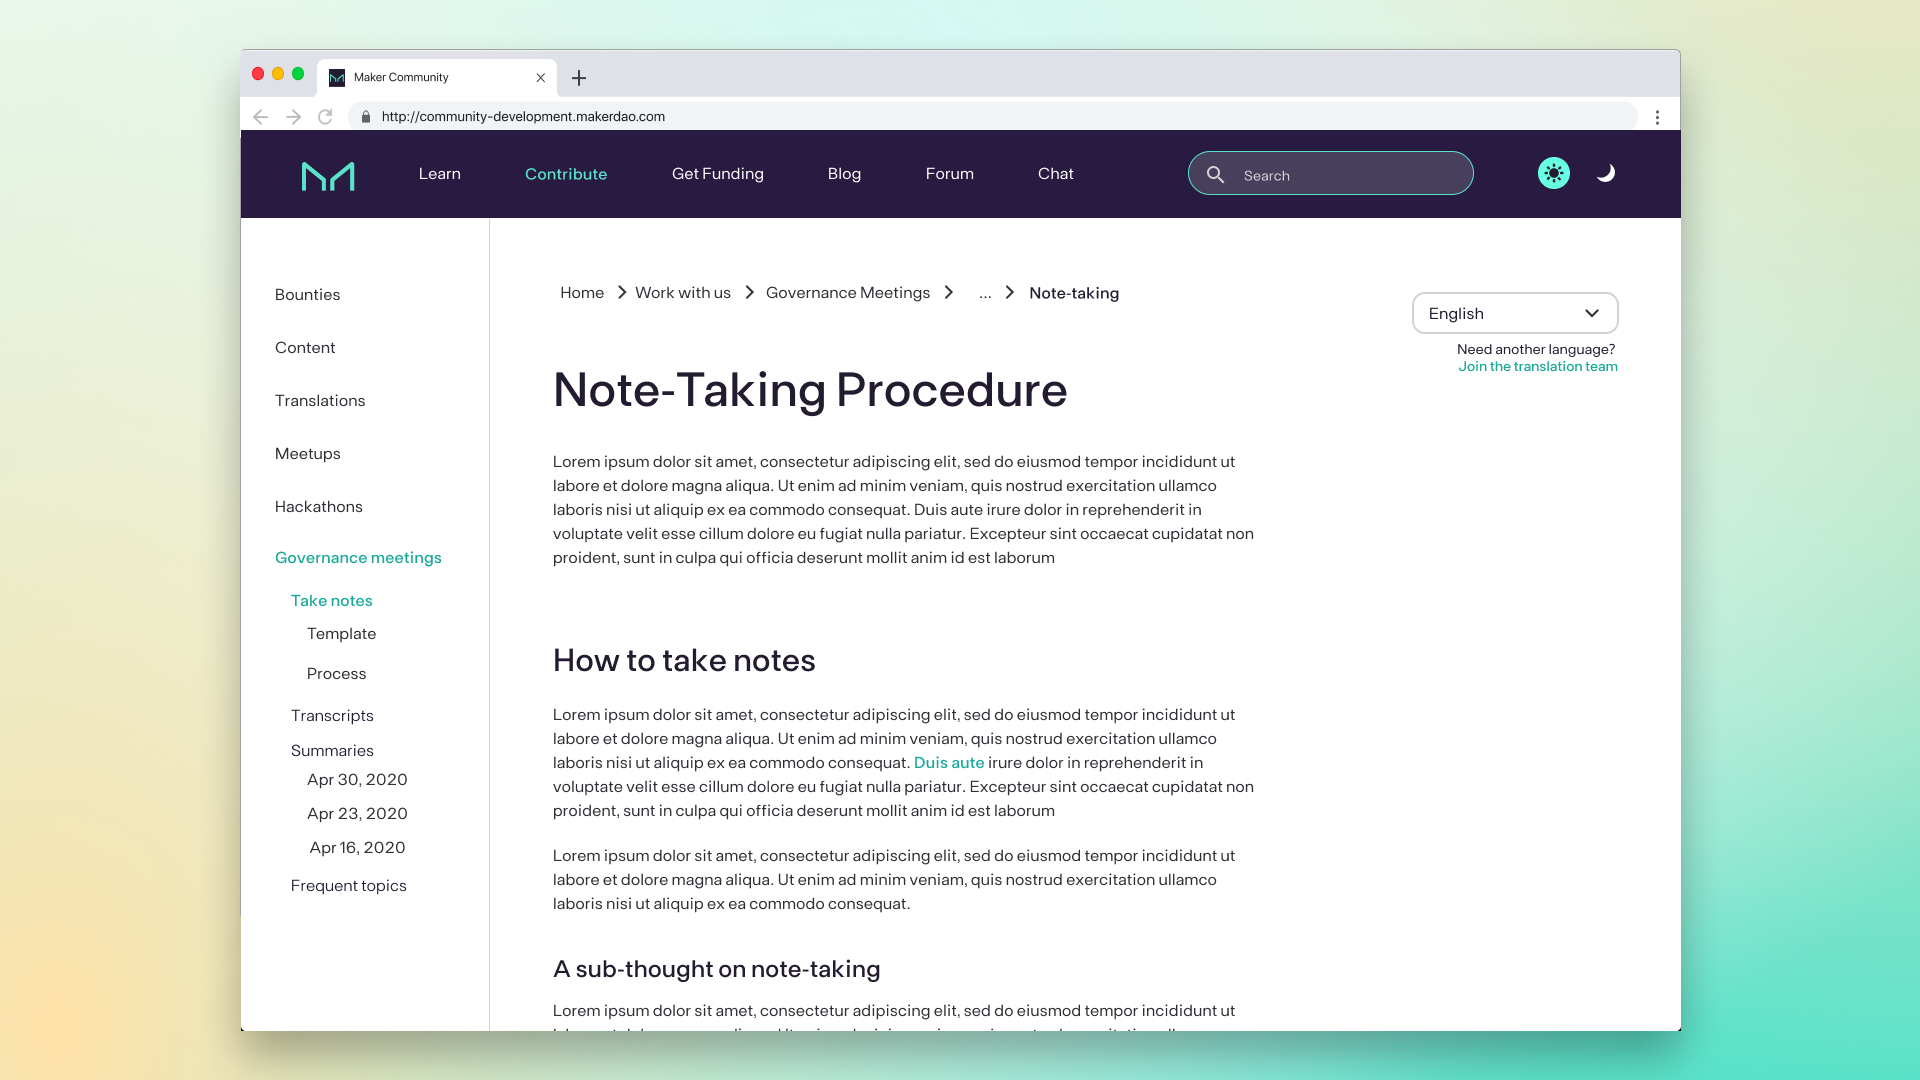 Maker Community
http://community-development.makerdao.com
Learn
Contribute
Get Funding
Blog
Forum
Chat
Search
Bounties
Content
Translations
Meetups
Hackathons
Governance meetings
Take notes
Template
Process
Transcripts
Summaries
Apr 30, 2020
Apr 23, 2020
Apr 16, 2020
Frequent topics
Home > Work with us > Governance Meetings > ... > Note-taking
English
Need another language?
Join the translation team
Note-Taking Procedure
Lorem ipsum dolor sit amet, consectetur adipiscing elit, sed do eiusmod tempor incididunt ut
labore et dolore magna aliqua. Ut enim ad minim veniam, quis nostrud exercitation ullamco
laboris nisi ut aliquip ex ea commodo consequat. Duis aute irure dolor in reprehenderit in
voluptate velit esse cillum dolore eu fugiat nulla pariatur. Excepteur sint occaecat cupidatat non
proident, sunt in culpa qui officia deserunt mollit anim id est laborum
How to take notes
Lorem ipsum dolor sit amet, consectetur adipiscing elit, sed do eiusmod tempor incididunt ut
labore et dolore magna aliqua. Ut enim ad minim veniam, quis nostrud exercitation ullamco
laboris nisi ut aliquip ex ea commodo consequat. Duis aute irure dolor in reprehenderit in
voluptate velit esse cillum dolore eu fugiat nulla pariatur. Excepteur sint occaecat cupidatat non
proident, sunt in culpa qui officia deserunt mollit anim id est laborum
Lorem ipsum dolor sit amet, consectetur adipiscing elit, sed do eiusmod tempor incididunt ut
labore et dolore magna aliqua. Ut enim ad minim veniam, quis nostrud exercitation ullamco
laboris nisi ut aliquip ex ea commodo consequat.
A sub-thought on note-taking
Lorem ipsum dolor sit amet, consectetur adipiscing elit, sed do eiusmod tempor incididunt ut